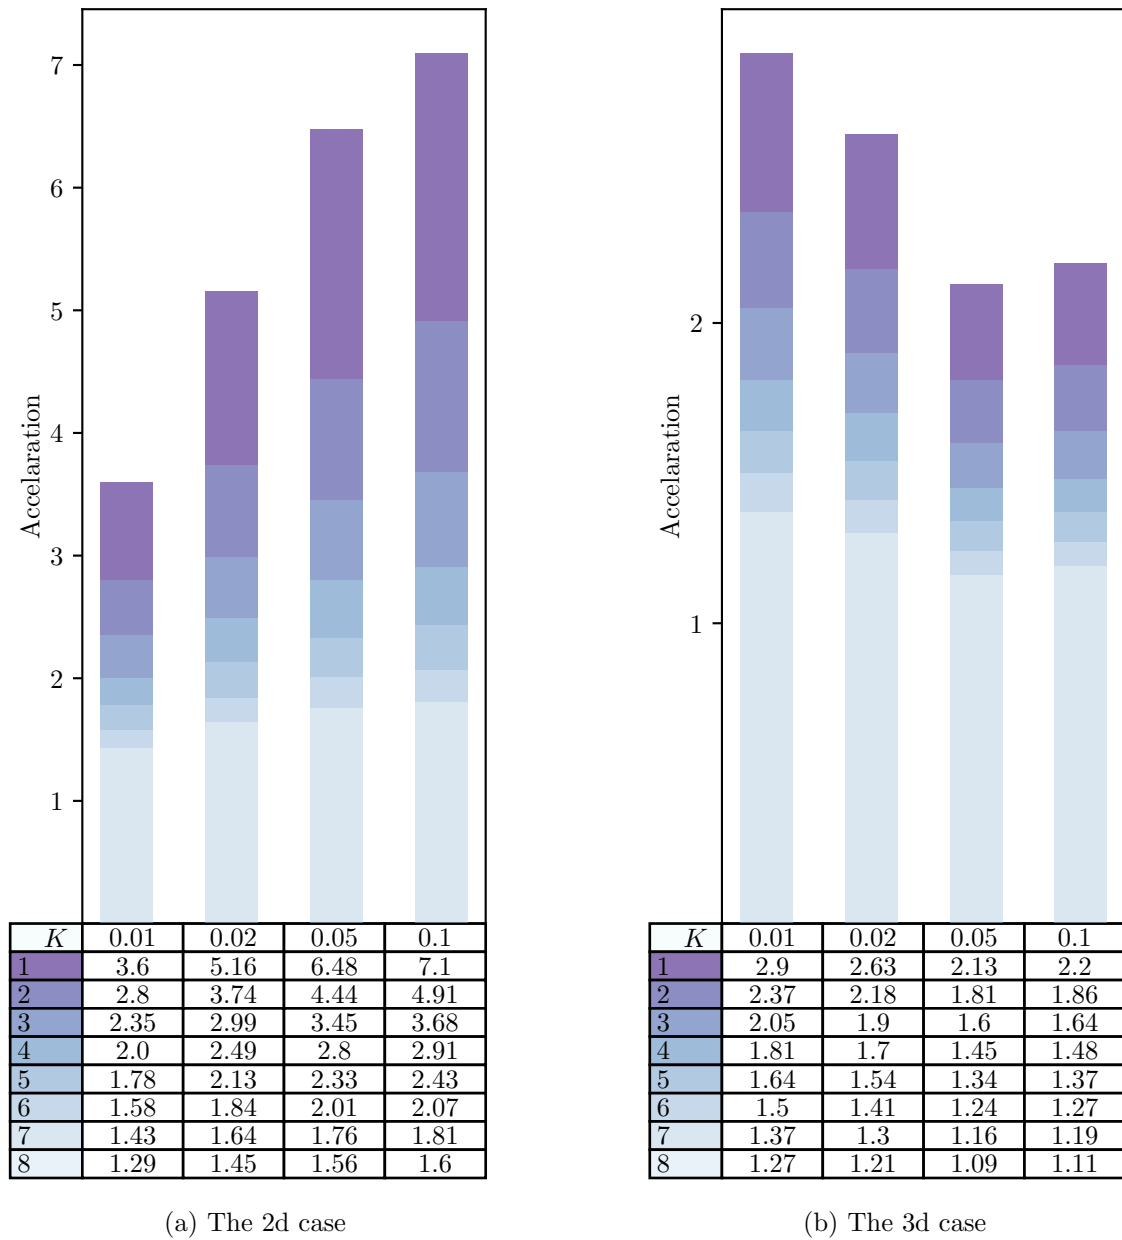 7
6
5
4
3
2
1
Accelaration
K 0.01 0.02 0.05 0.1
1 3.6 5.16 6.48 7.1
2 2.8 3.74 4.44 4.91
3 2.35 2.99 3.45 3.68
4 2.0 2.49 2.8 2.91
5 1.78 2.13 2.33 2.43
6 1.58 1.84 2.01 2.07
7 1.43 1.64 1.76 1.81
8 1.29 1.45 1.56 1.6
(a) The 2d case
2
1
Accelaration
K 0.01 0.02 0.05 0.1
1 2.9 2.63 2.13 2.2
2 2.37 2.18 1.81 1.86
3 2.05 1.9 1.6 1.64
4 1.81 1.7 1.45 1.48
5 1.64 1.54 1.34 1.37
6 1.5 1.41 1.24 1.27
7 1.37 1.3 1.16 1.19
8 1.27 1.21 1.09 1.11
(b) The 3d case